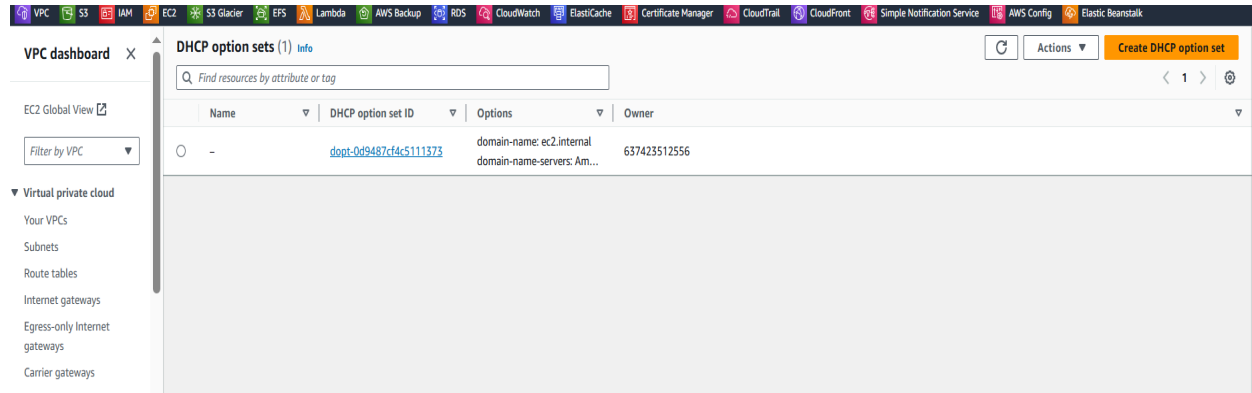 VPC S3 IAM EC2 S3 Glacier EFS Lambda AWS Backup RDS CloudWatch ElastiCache Certificate Manager CloudTrail CloudFront Simple Notification Service AWS Config Elastic Beanstalk
VPC dashboard
EC2 Global View
Filter by VPC
Virtual private cloud
Your VPCs
Subnets
Route tables
Internet gateways
Egress-only Internet
gateways
Carrier gateways
DHCP option sets (1) Info
Actions
Create DHCP option set
Find resources by attribute or tag
1
Name DHCP option set ID Options Owner
– dopt-0d9487cf4c5111373 domain-name: ec2.internal 637423512556
domain-name-servers: Am...